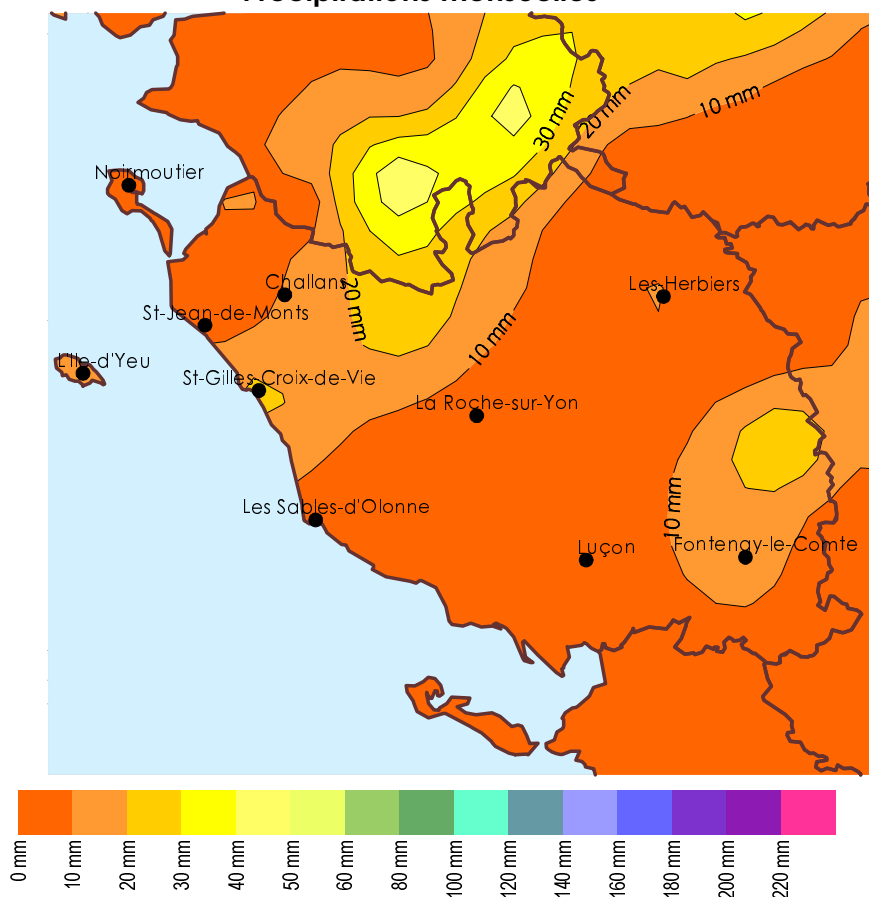 Précipitations mensuelles
30 mm
20 mm
10 mm
Noirmoutier
Challans
Les Herbiers
20 mm
St-Jean-de-Monts
10 mm
L'Ile-d'Yeu
St-Gilles-Croix-de-Vie
La Roche-sur-Yon
Les Sables-d'Olonne
10 mm
Luçon
Fontenay-le-Comte
0 mm
10 mm
20 mm
30 mm
40 mm
50 mm
60 mm
80 mm
100 mm
120 mm
140 mm
160 mm
180 mm
200 mm
220 mm